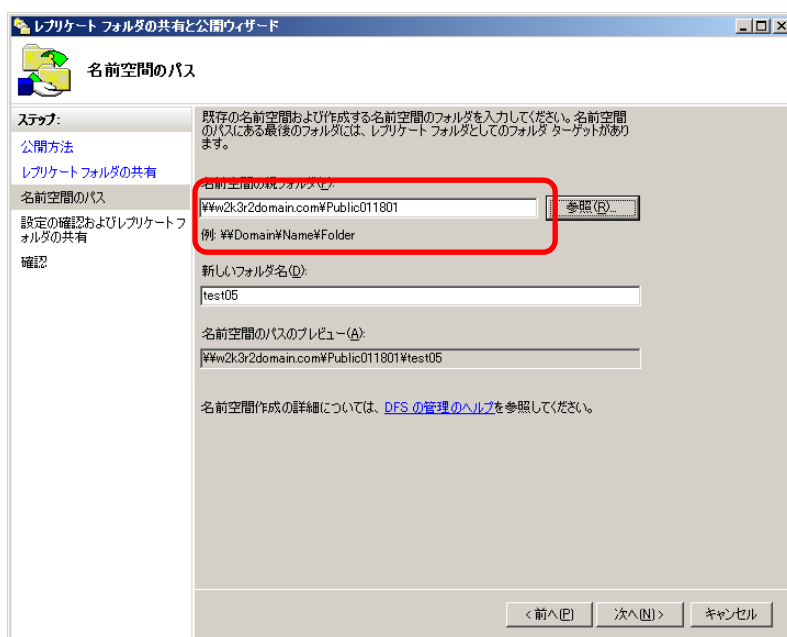 レプリケート フォルダの共有と公開ウィザード
名前空間のパス
ステップ:
公開方法
レプリケート フォルダの共有
名前空間のパス
設定の確認およびレプリケート フ
ォルダの共有
確認
既存の名前空間および作成する名前空間のフォルダを入力してください。名前空間
のパスにある最後のフォルダには、レプリケート フォルダとしてのフォルダ ターゲットがあり
ます。
名前空間の親フォルダ(P):
¥¥w2k3r2domain.com¥Public011801
参照(R)...
例: ¥¥Domain¥Name¥Folder
新しいフォルダ名(D):
test05
名前空間のパスのプレビュー(A):
¥¥w2k3r2domain.com¥Public011801¥test05
名前空間作成の詳細については、DFS の管理のヘルプを参照してください。
< 前へ(P)
次へ(N) >
キャンセル